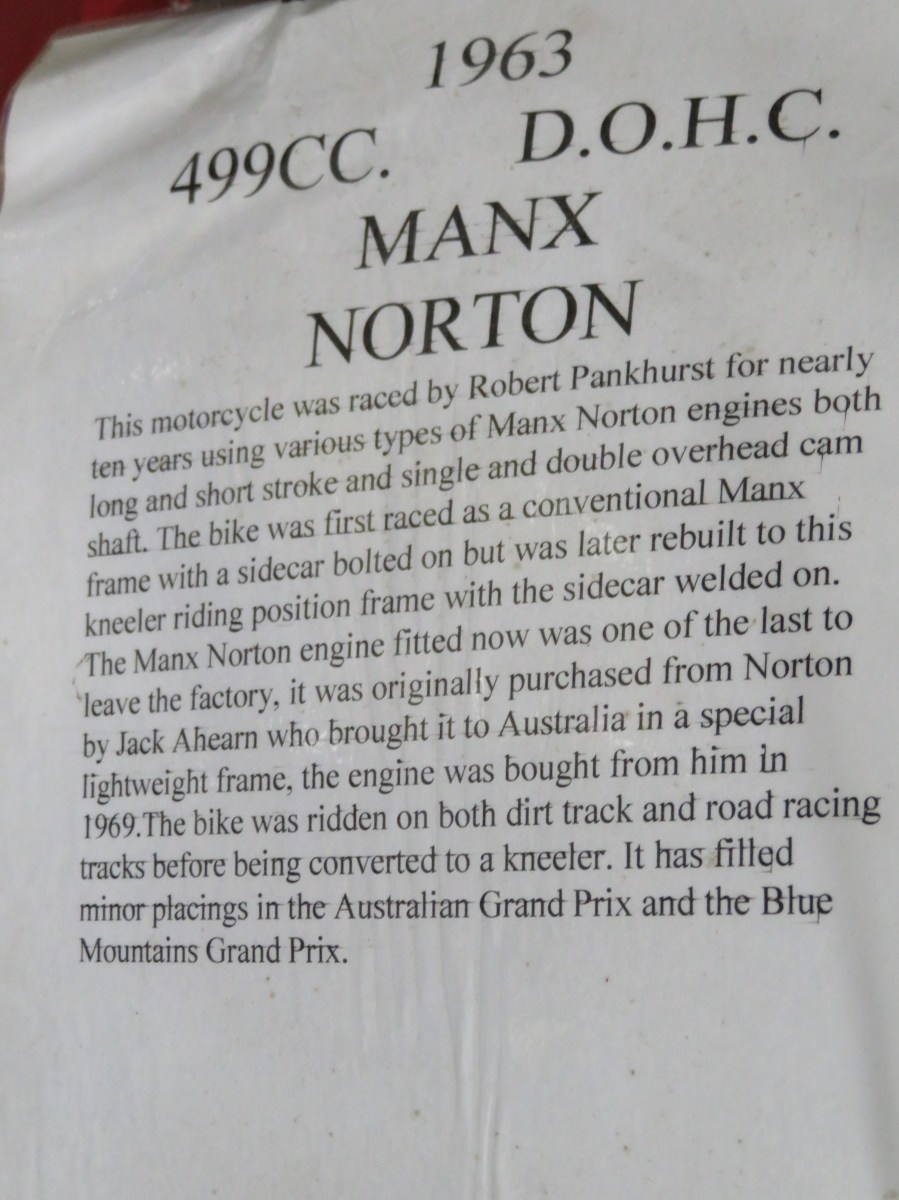 1963
499CC. D.O.H.C.
MANX
NORTON
This motorcycle was raced by Robert Pankhurst for nearly
ten years using various types of Manx Norton engines both
long and short stroke and single and double overhead cam
shaft. The bike was first raced as a conventional Manx
frame with a sidecar bolted on but was later rebuilt to this
kneeler riding position frame with the sidecar welded on.
The Manx Norton engine fitted now was one of the last to
leave the factory, it was originally purchased from Norton
by Jack Ahearn who brought it to Australia in a special
lightweight frame, the engine was bought from him in
1969.The bike was ridden on both dirt track and road racing
tracks before being converted to a kneeler. It has filled
minor placings in the Australian Grand Prix and the Blue
Mountains Grand Prix.